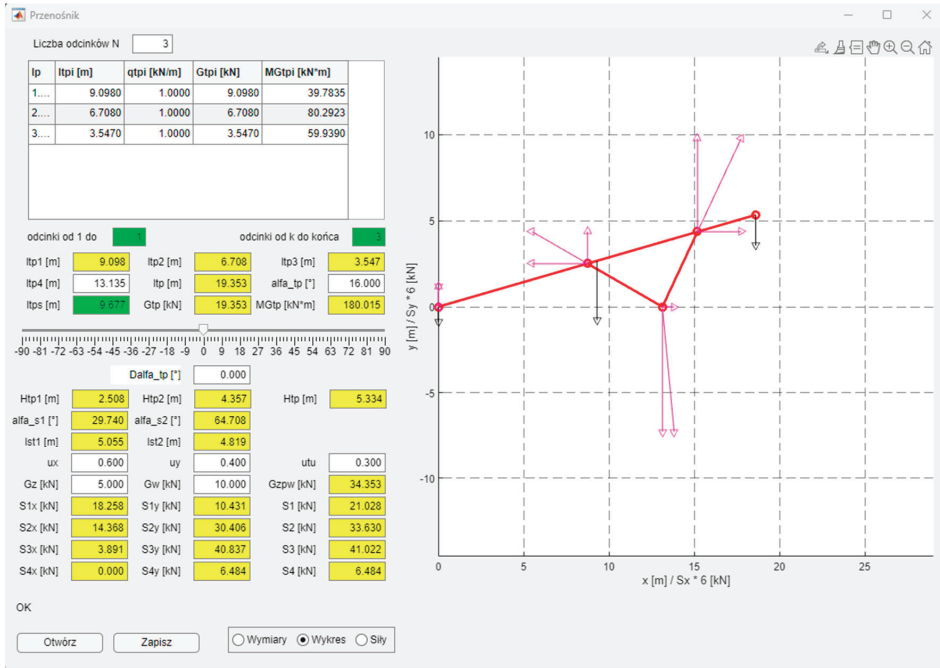 Przenośnik
Liczba odcinków N 3
lp ltpi [m] qtpi [kN/m] Gtpi [kN] MGtpi [kN*m]
1.... 9.0980 1.0000 9.0980 39.7835
2.... 6.7080 1.0000 6.7080 80.2923
3.... 3.5470 1.0000 3.5470 59.9390
odcinki od 1 do 1 odcinki od k do końca 3
ltp1 [m] 9.098 ltp2 [m] 6.708 ltp3 [m] 3.547
ltp4 [m] 13.135 ltp [m] 19.353 alfa_tp [°] 16.000
ltps [m] 9.677 Gtp [kN] 19.353 MGtp [kN*m] 180.015
-90 -81 -72 -63 -54 -45 -36 -27 -18 -9 0 9 18 27 36 45 54 63 72 81 90
Dalfa_tp [°] 0.000
Htp1 [m] 2.508 Htp2 [m] 4.357 Htp [m] 5.334
alfa_s1 [°] 29.740 alfa_s2 [°] 64.708
lst1 [m] 5.055 lst2 [m] 4.819
ux 0.600 uy 0.400 utu 0.300
Gz [kN] 5.000 Gw [kN] 10.000 Gzpw [kN] 34.353
S1x [kN] 18.258 S1y [kN] 10.431 S1 [kN] 21.028
S2x [kN] 14.368 S2y [kN] 30.406 S2 [kN] 33.630
S3x [kN] 3.891 S3y [kN] 40.837 S3 [kN] 41.022
S4x [kN] 0.000 S4y [kN] 6.484 S4 [kN] 6.484
OK
Otwórz Zapisz Wymiary Wykres Siły
10
5
0
-5
-10
y [m] / Sy * 6 [kN]
0 5 10 15 20 25
x [m] / Sx * 6 [kN]